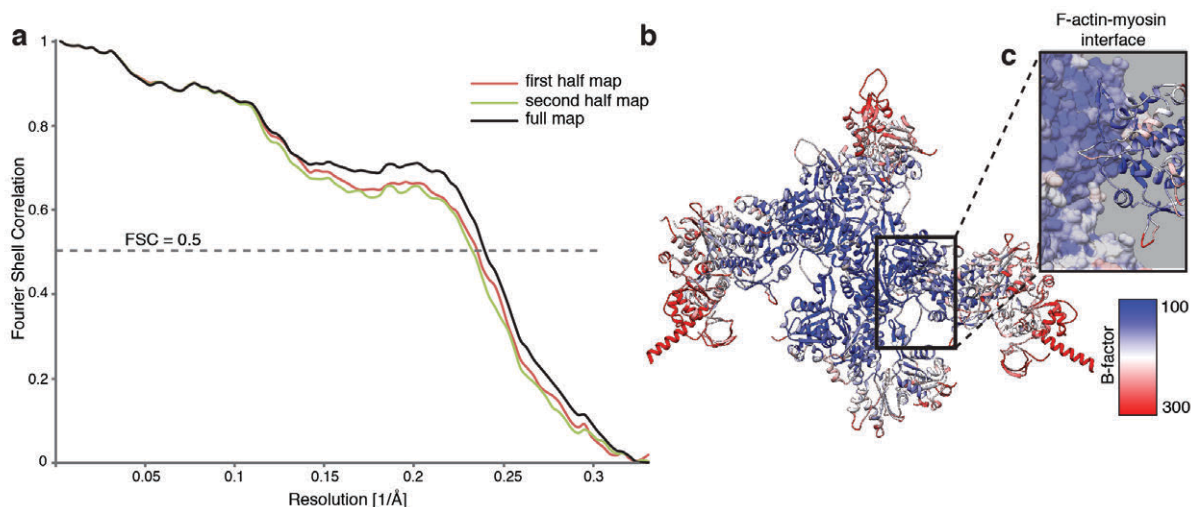 a
1
0.8
0.6
0.4
0.2
0
Fourier Shell Correlation
first half map
second half map
full map
FSC = 0.5
0.05
0.1
0.15
0.2
0.25
0.3
Resolution [1/Å]
b
F-actin-myosin
interface
c
B-factor
100
300